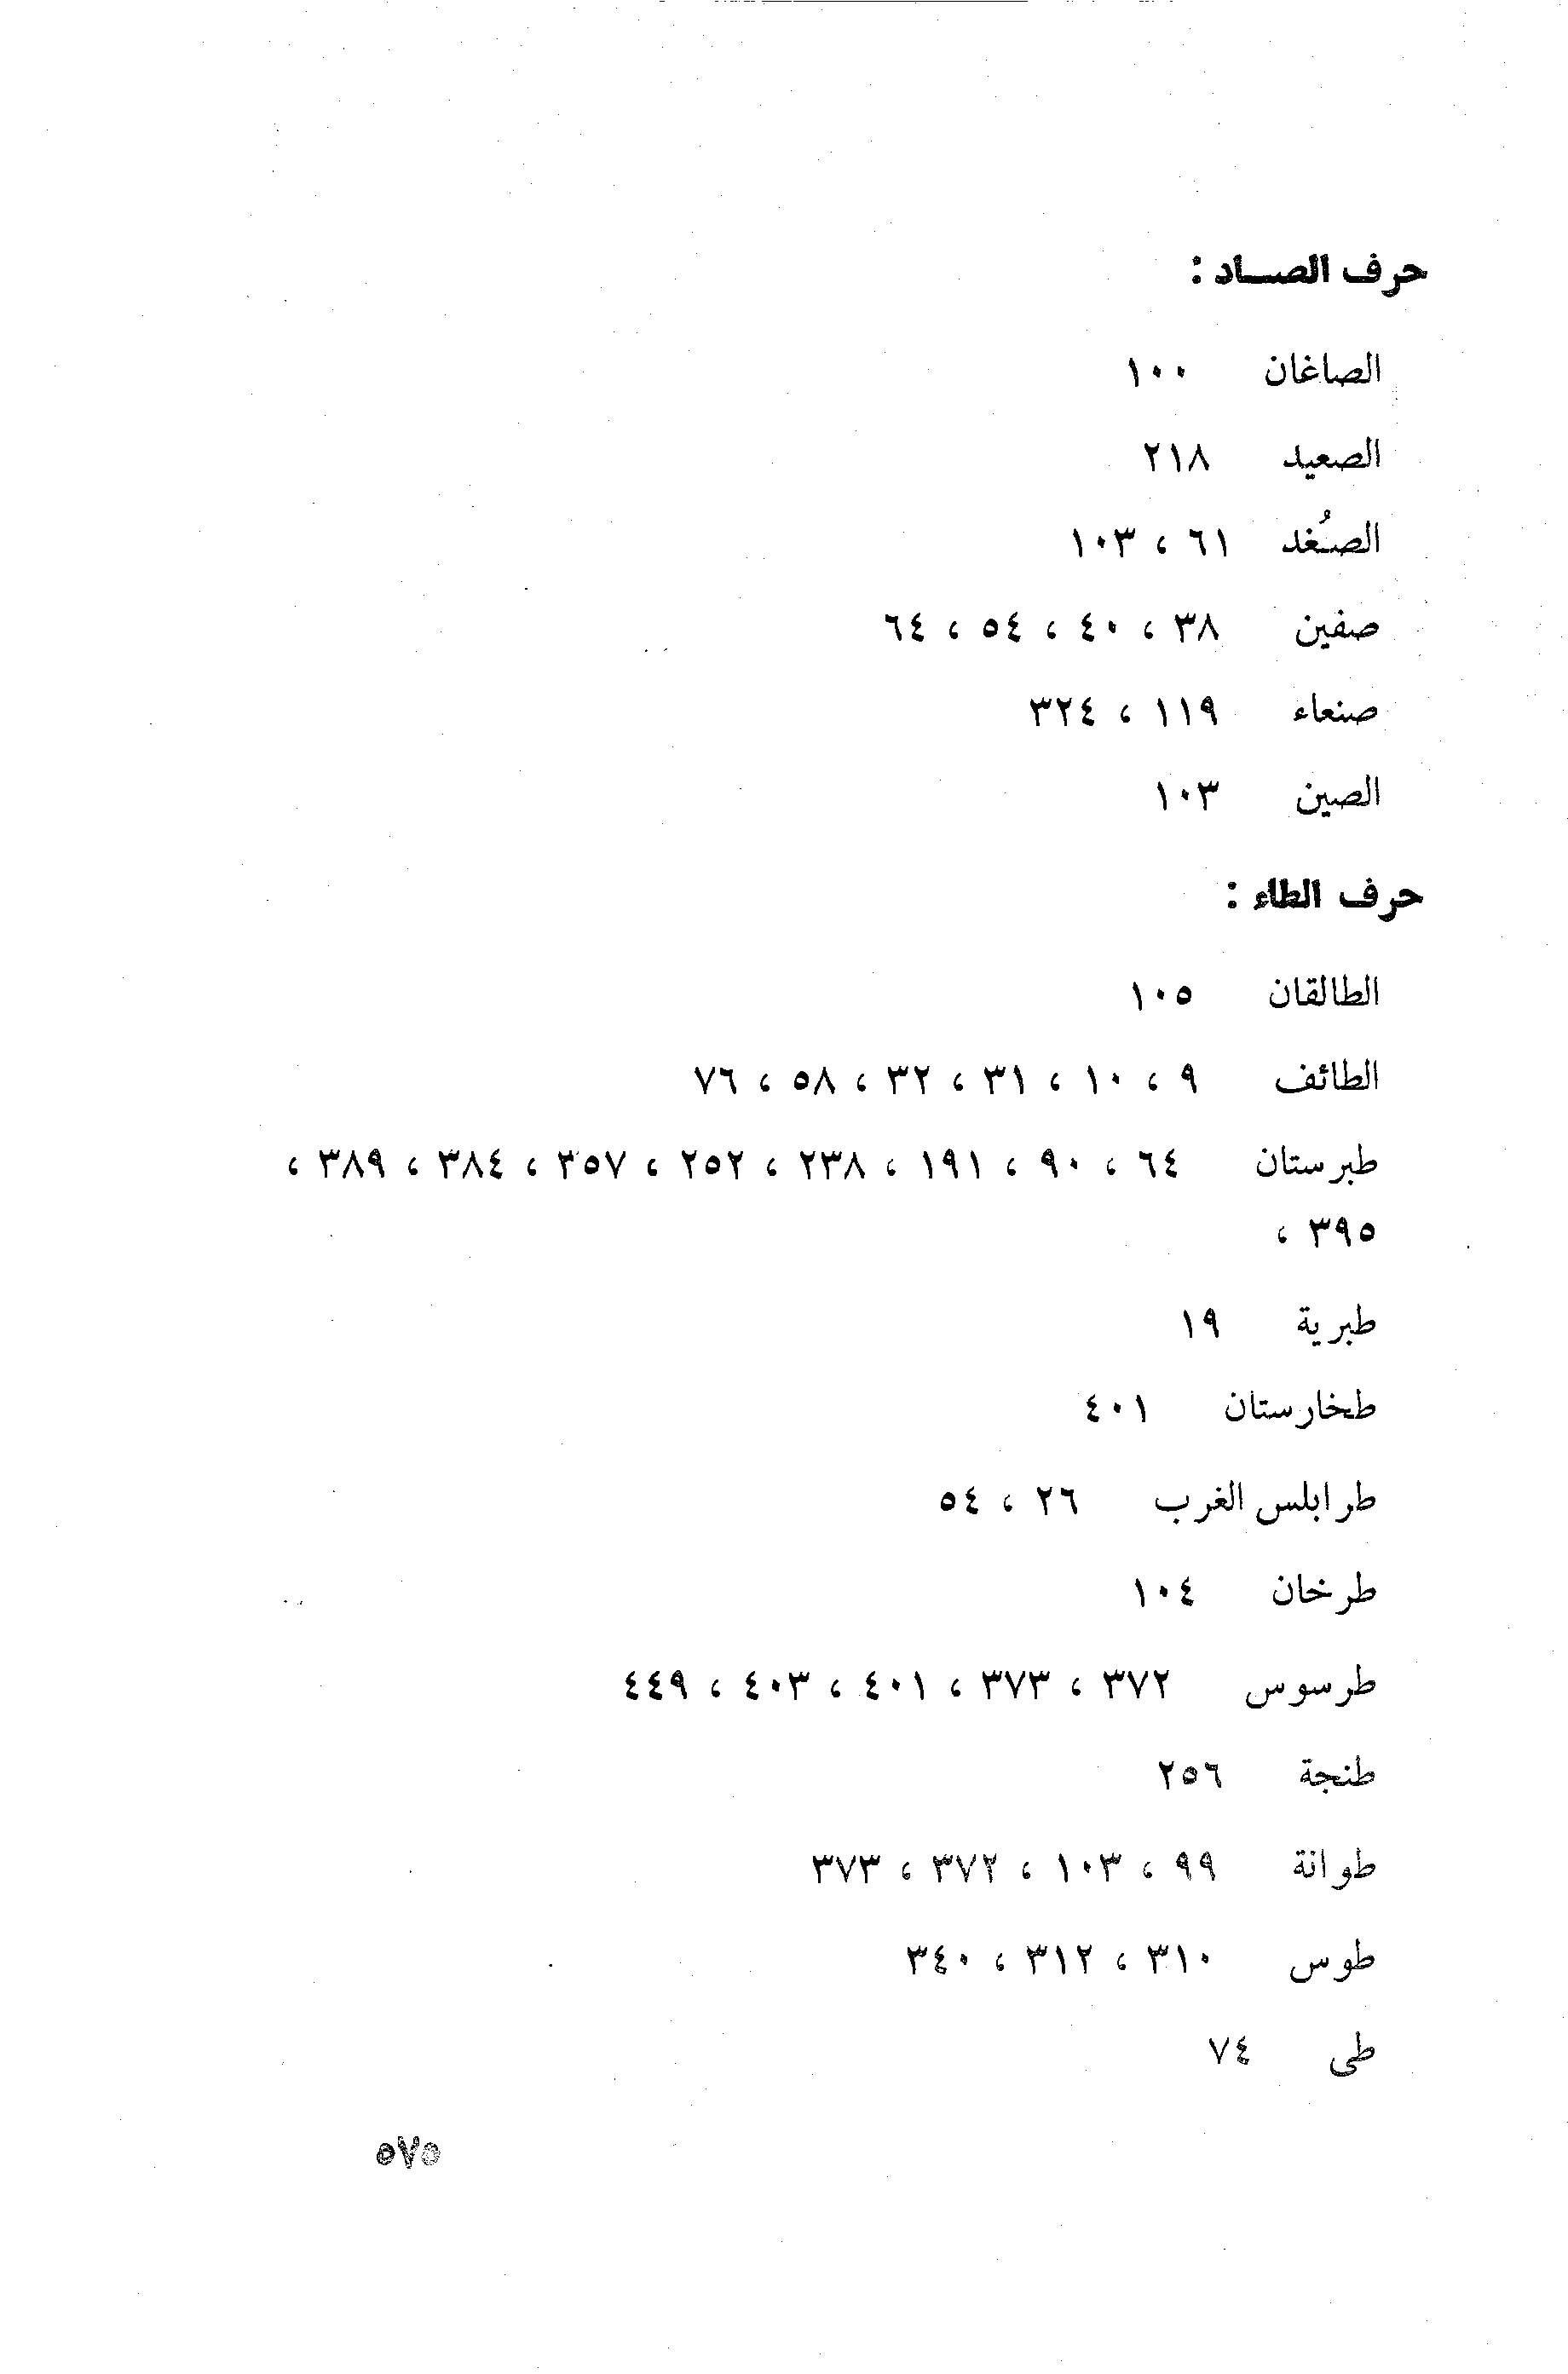 حرف الصـاد :
الصاغان ١٠٠
الصعيد ٢١٨
الصُغد ٦١ ، ١٠٣
صفين ٣٨ ، ٤٠ ، ٥٤ ، ٦٤
صنعاء ١١٩ ، ٣٢٤
الصين ١٠٣
حرف الطاء :
الطالقان ١٠٥
الطائف ٩ ، ١٠ ، ٣١ ، ٣٢ ، ٥٨ ، ٧٦
طبرستان ٦٤ ، ٩٠ ، ١٩١ ، ٢٣٨ ، ٢٥٢ ، ٣٥٧ ، ٣٨٤ ، ٣٨٩ ،
٣٩٥ ،
طبرية ١٩
طخارستان ٤٠١
طرابلس الغرب ٢٦ ، ٥٤
طرخان ١٠٤
طرسوس ٣٧٢ ، ٣٧٣ ، ٤٠١ ، ٤٠٣ ، ٤٤٩
طنجة ٢٥٦
طوانة ٩٩ ، ١٠٣ ، ٣٧٢ ، ٣٧٣
طوس ٣١٠ ، ٣١٢ ، ٣٤٠
طى ٧٤
٥٧٥